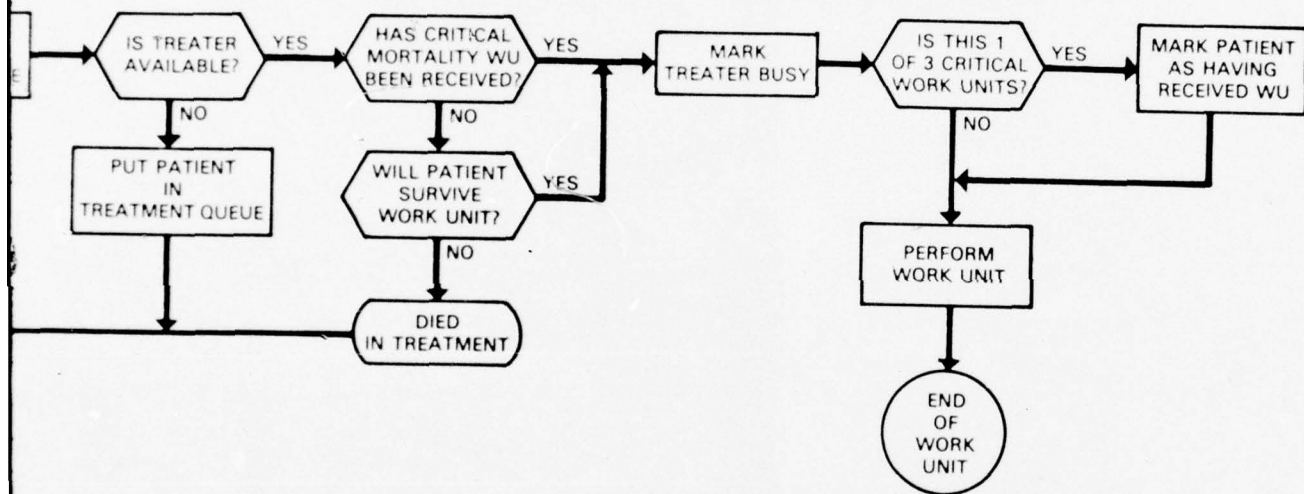 E
IS TREATER
AVAILABLE?
YES
NO
PUT PATIENT
IN
TREATMENT QUEUE
HAS CRITICAL
MORTALITY WU
BEEN RECEIVED?
YES
NO
WILL PATIENT
SURVIVE
WORK UNIT?
YES
NO
DIED
IN TREATMENT
MARK
TREATER BUSY
IS THIS 1
OF 3 CRITICAL
WORK UNITS?
YES
NO
MARK PATIENT
AS HAVING
RECEIVED WU
PERFORM
WORK UNIT
END
OF
WORK
UNIT